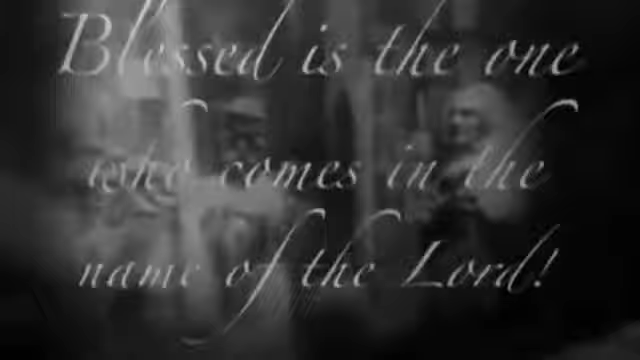 Blessed is the one
who comes in the
name of the Lord!